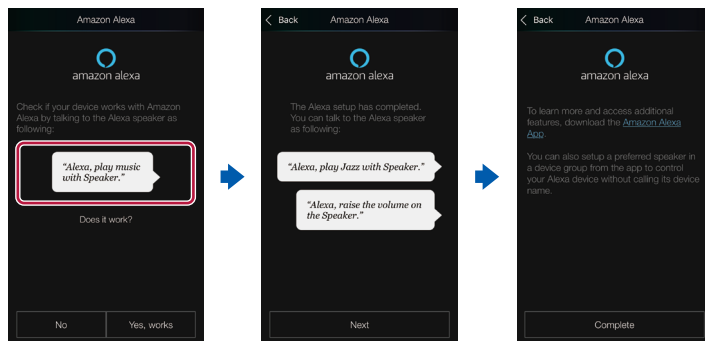 Amazon Alexa
amazon alexa
Check if your device works with Amazon
Alexa by talking to the Alexa speaker as
following:
“Alexa, play music
with Speaker.”
Does it work?
No
Yes, works
Back
Amazon Alexa
amazon alexa
The Alexa setup has completed.
You can talk to the Alexa speaker
as following:
“Alexa, play Jazz with Speaker.”
“Alexa, raise the volume on
the Speaker.”
Next
Back
Amazon Alexa
amazon alexa
To learn more and access additional
features, download the Amazon Alexa
App.
You can also setup a preferred speaker in
a device group from the app to control
your Alexa device without calling its device
name.
Complete